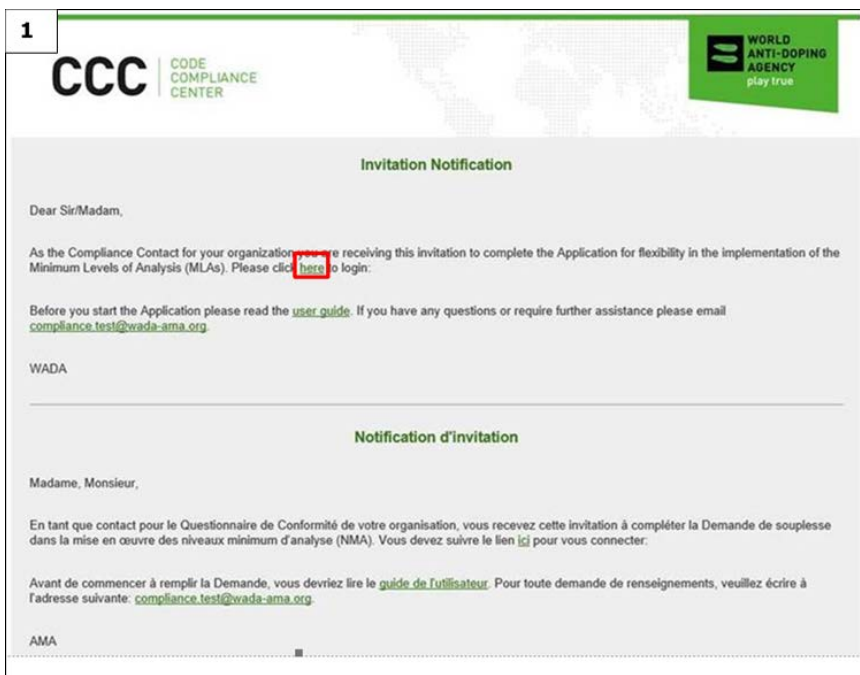 1
CCC CODE
COMPLIANCE
CENTER
WORLD
ANTI-DOPING
AGENCY
play true
Invitation Notification
Dear Sir/Madam,
As the Compliance Contact for your organization you are receiving this invitation to complete the Application for flexibility in the implementation of the
Minimum Levels of Analysis (MLAs). Please click here to login:
Before you start the Application please read the user guide. If you have any questions or require further assistance please email
compliance.test@wada-ama.org.
WADA
Notification d'invitation
Madame, Monsieur,
En tant que contact pour le Questionnaire de Conformité de votre organisation, vous recevez cette invitation à compléter la Demande de souplesse
dans la mise en œuvre des niveaux minimum d'analyse (NMA). Vous devez suivre le lien ici pour vous connecter:
Avant de commencer à remplir la Demande, vous devriez lire le guide de l'utilisateur. Pour toute demande de renseignements, veuillez écrire à
l'adresse suivante: compliance.test@wada-ama.org.
AMA